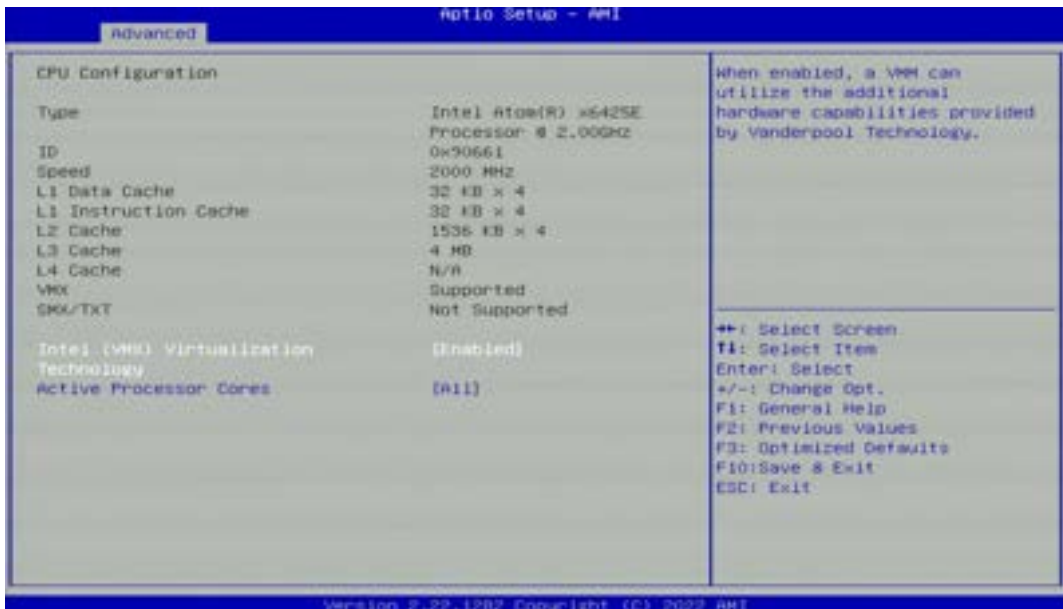 Aptio Setup - AMI
Advanced
CPU Configuration
Type Intel Atom(R) x6425E
Processor @ 2.00GHz
ID 0x90661
Speed 2000 MHz
L1 Data Cache 32 KB x 4
L1 Instruction Cache 32 KB x 4
L2 Cache 1536 KB x 4
L3 Cache 4 MB
L4 Cache N/A
VMX Supported
SMX/TXT Not Supported
Intel (VMX) Virtualization [Enabled]
Technology
Active Processor Cores [All]
When enabled, a VMM can
utilize the additional
hardware capabilities provided
by Vanderpool Technology.
→←: Select Screen
↑↓: Select Item
Enter: Select
+/-: Change Opt.
F1: General Help
F2: Previous Values
F3: Optimized Defaults
F10:Save & Exit
ESC: Exit
Version 2.22.1282 Copyright (C) 2022 AMI